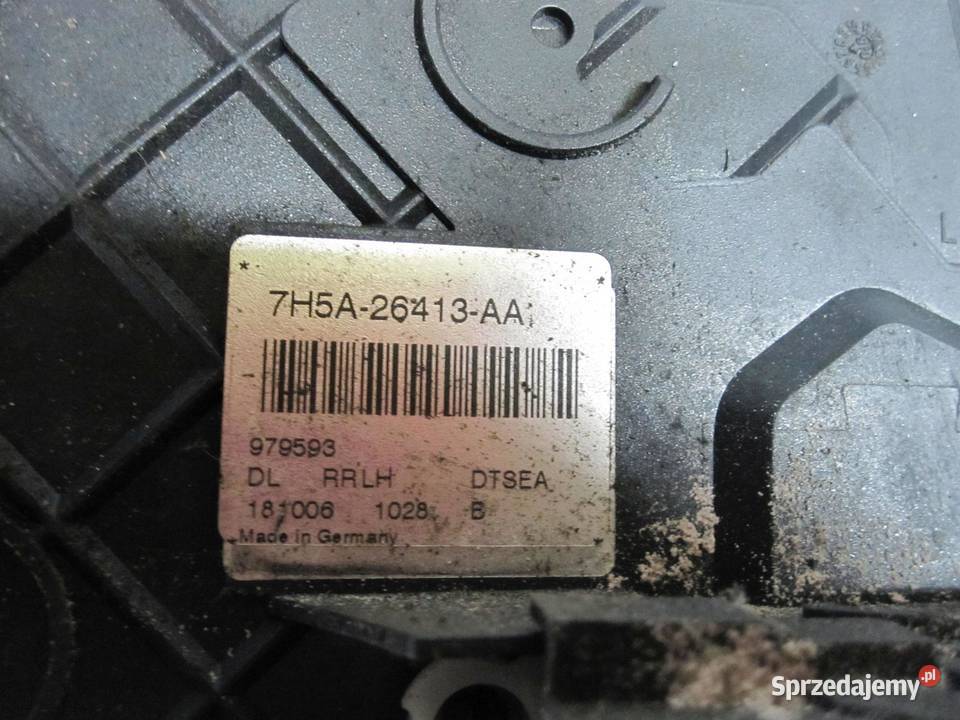 * *
7H5A-26413-AA
979593
DL RRLH DTSEA
181006 1028 B
Made in Germany
L
Sprzedajemy.pl